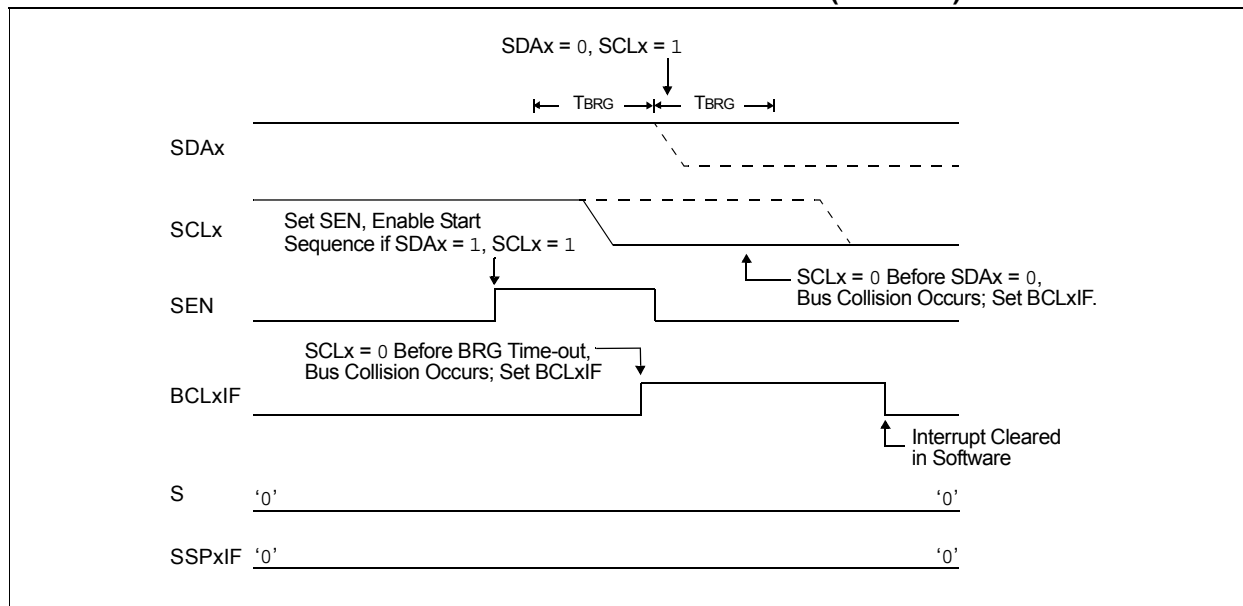 SDAx = 0, SCLx = 1
TBRG TBRG
SDAx
SCLx
Set SEN, Enable Start
Sequence if SDAx = 1, SCLx = 1
SCLx = 0 Before SDAx = 0,
Bus Collision Occurs; Set BCLxIF.
SEN
SCLx = 0 Before BRG Time-out,
Bus Collision Occurs; Set BCLxIF
BCLxIF
Interrupt Cleared
in Software
S ‘0’ ‘0’
SSPxIF ‘0’ ‘0’